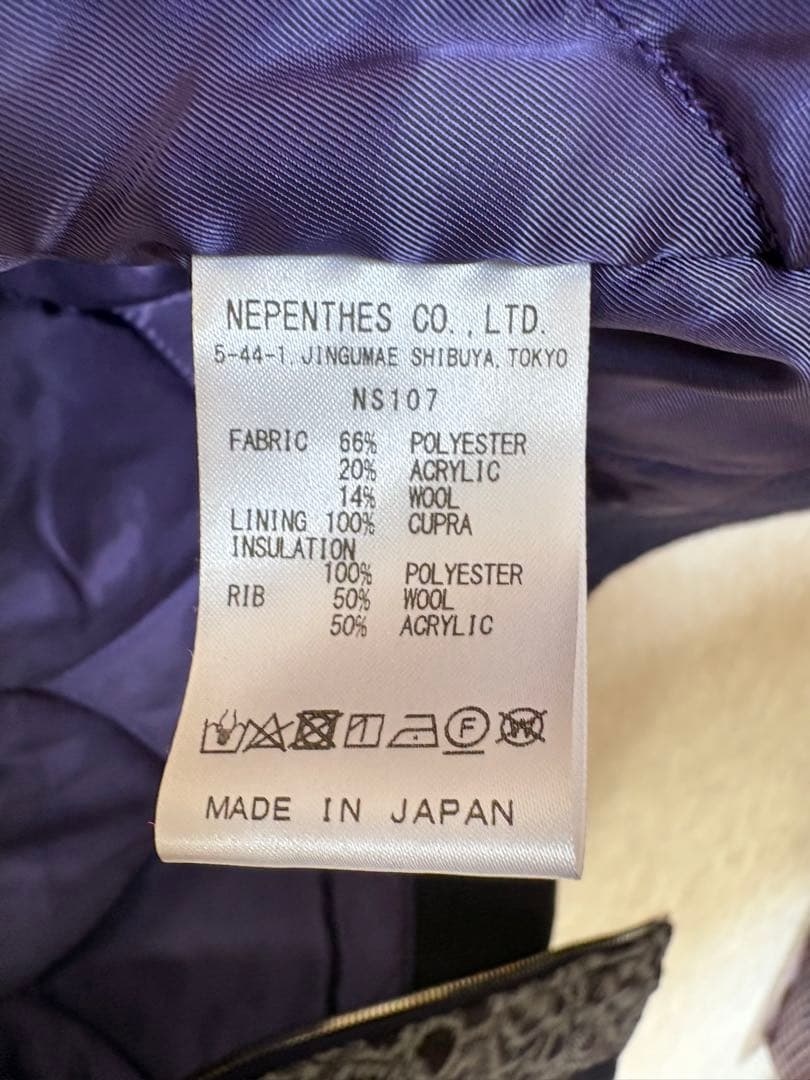 NEPENTHES CO.,LTD.
5-44-1, JINGUMAE SHIBUYA, TOKYO
NS107
FABRIC 66% POLYESTER
20% ACRYLIC
14% WOOL
LINING 100% CUPRA
INSULATION
100% POLYESTER
RIB 50% WOOL
50% ACRYLIC
F W
MADE IN JAPAN